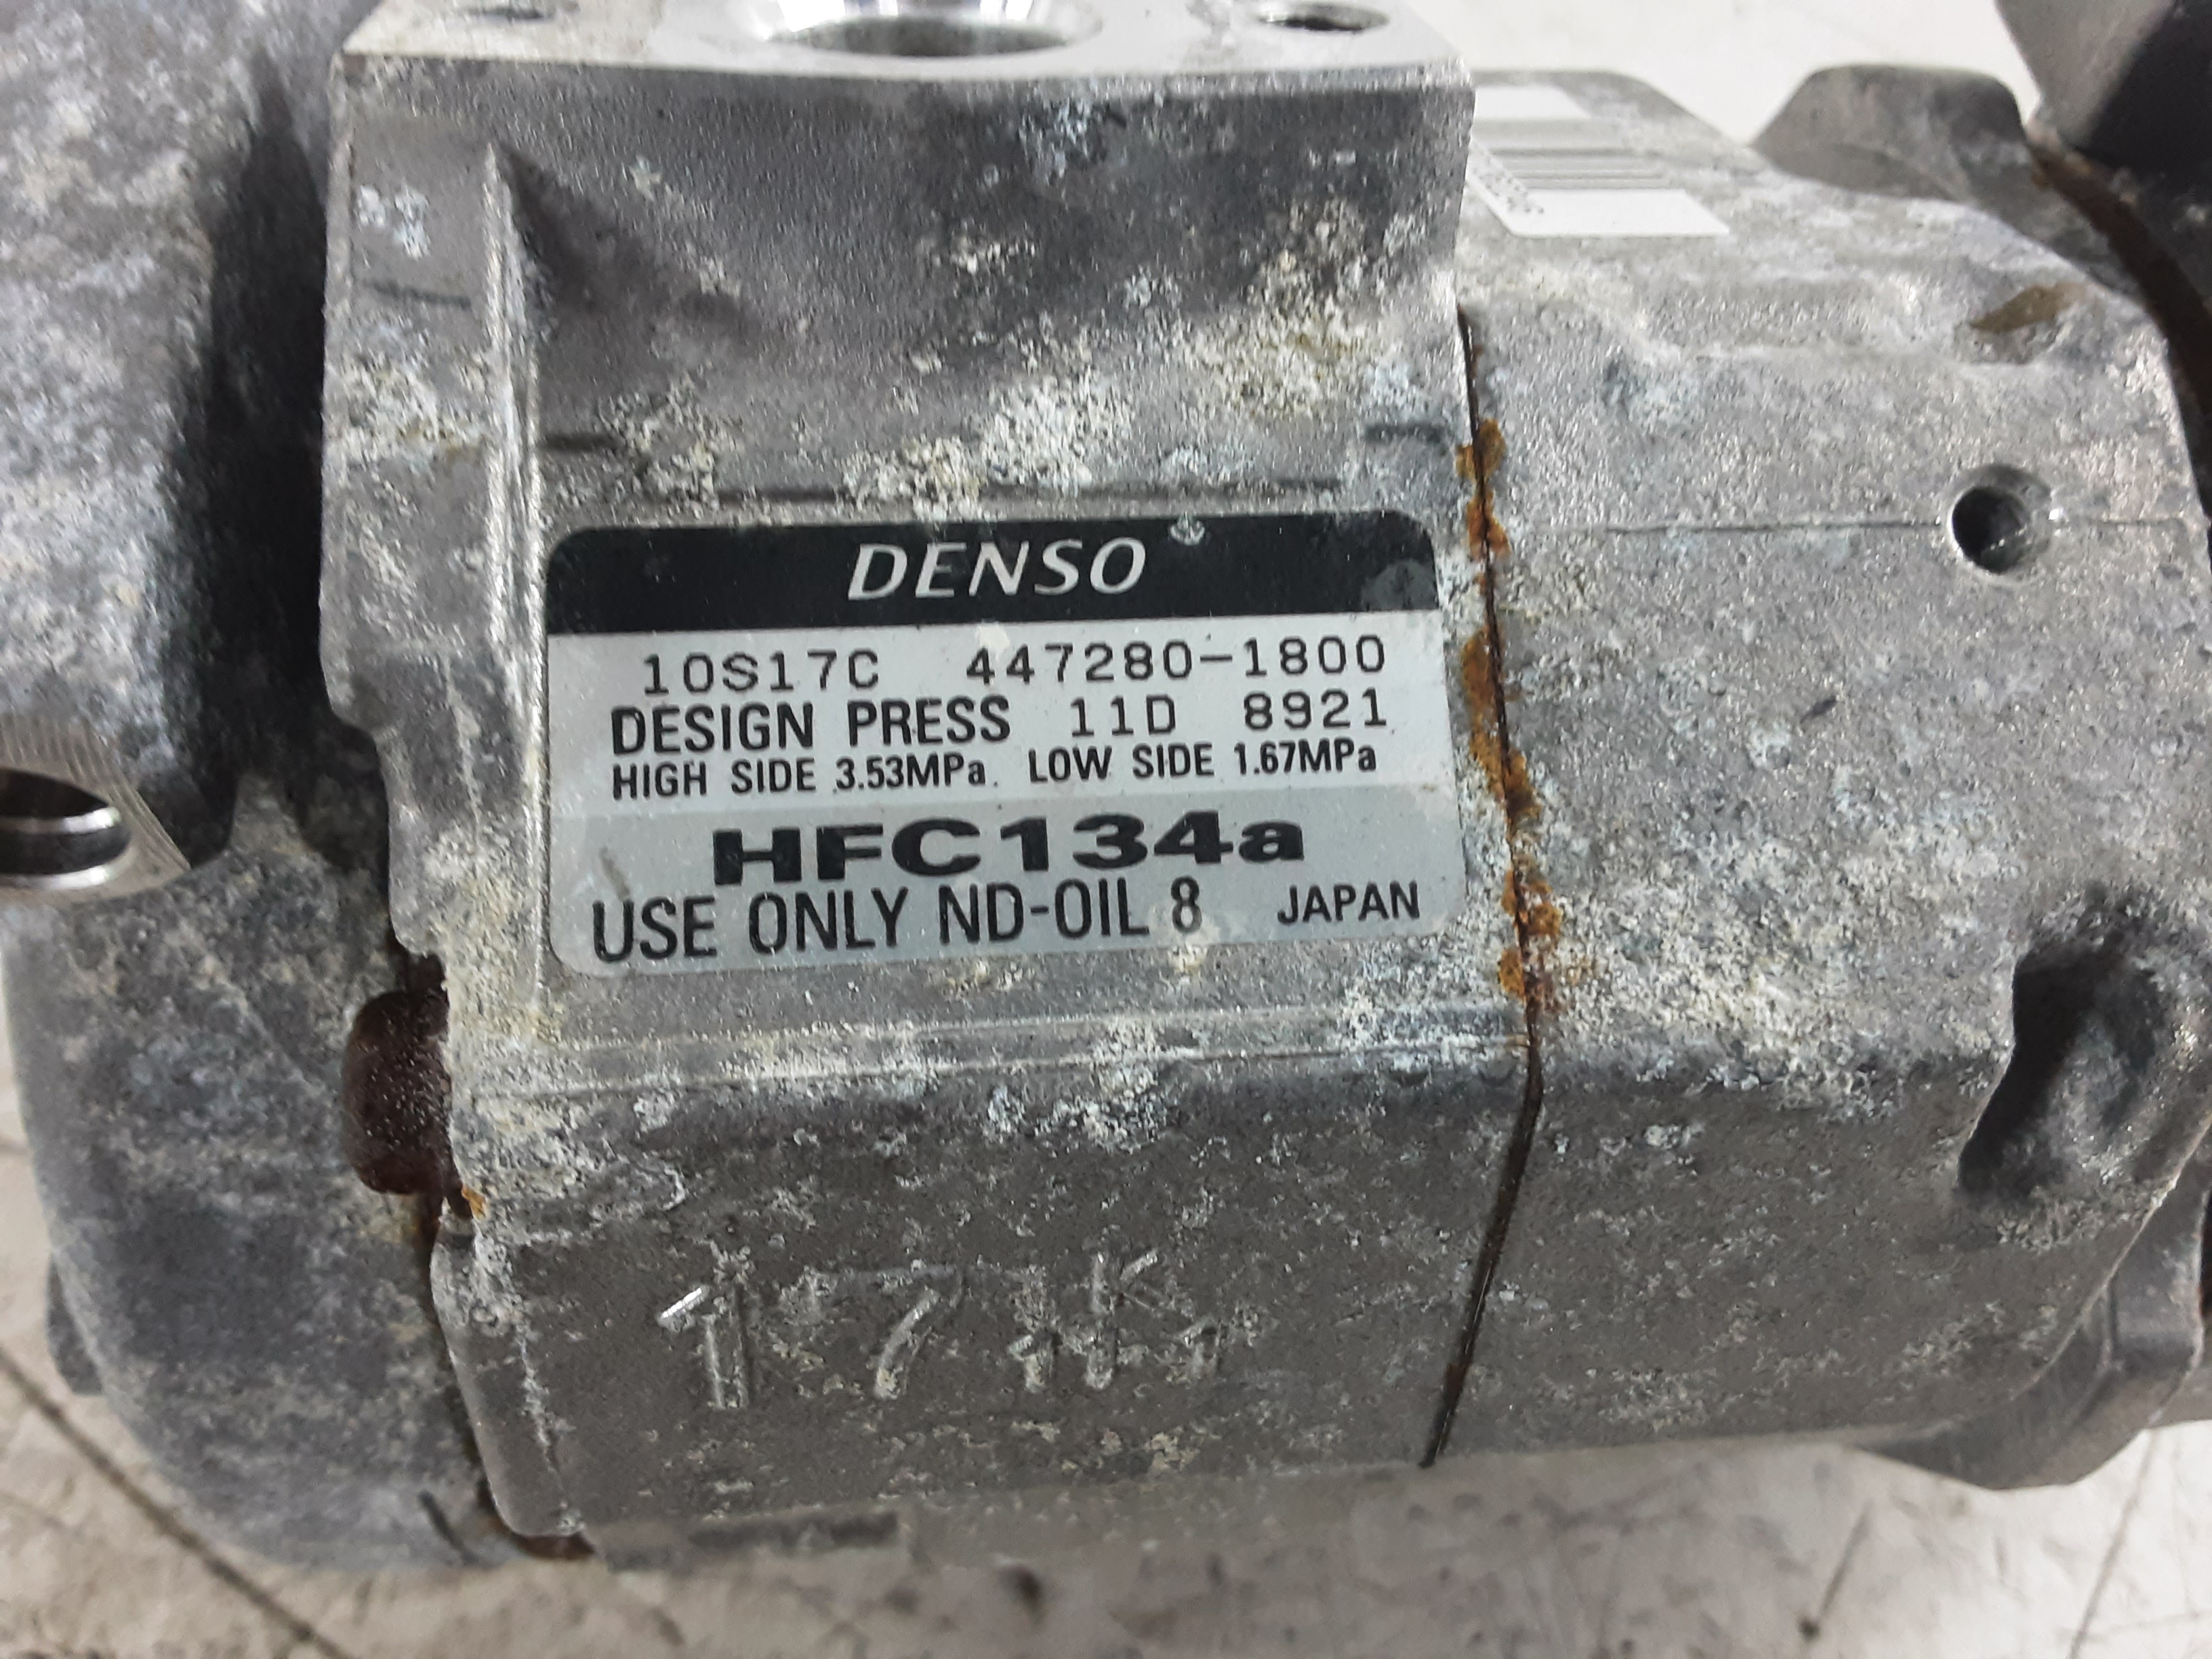 DENSO
10S17C 447280-1800
DESIGN PRESS 11D 8921
HIGH SIDE 3.53MPa. LOW SIDE 1.67MPa
HFC134a
USE ONLY ND-OIL 8 JAPAN